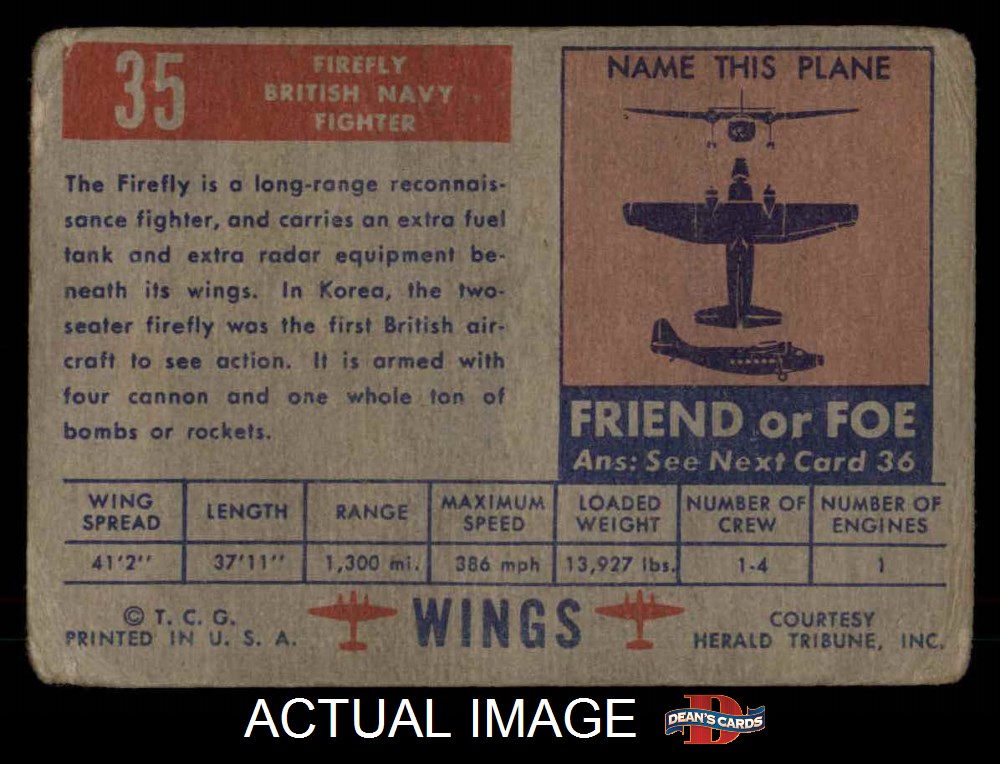 35
FIREFLY
BRITISH NAVY
FIGHTER
The Firefly is a long-range reconnais-
sance fighter, and carries an extra fuel
tank and extra radar equipment be-
neath its wings. In Korea, the two-
seater firefly was the first British air-
craft to see action. It is armed with
four cannon and one whole ton of
bombs or rockets.
NAME THIS PLANE
FRIEND or FOE
Ans: See Next Card 36
WING SPREAD
LENGTH
RANGE
MAXIMUM SPEED
LOADED WEIGHT
NUMBER OF CREW
NUMBER OF ENGINES
41'2''
37'11''
1,300 mi.
386 mph
13,927 lbs.
1-4
1
© T. C. G.
PRINTED IN U. S. A.
WINGS
COURTESY
HERALD TRIBUNE, INC.
ACTUAL IMAGE
D
DEAN'S CARDS